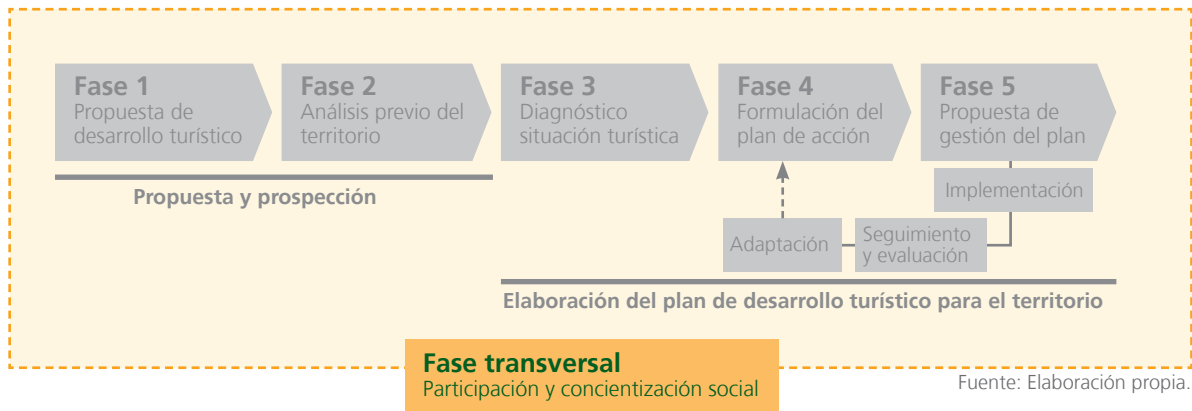 Fase 1
Propuesta de
desarrollo turístico
Fase 2
Análisis previo del
territorio
Fase 3
Diagnóstico
situación turística
Fase 4
Formulación del
plan de acción
Fase 5
Propuesta de
gestión del plan
Propuesta y prospección
Implementación
Adaptación
Seguimiento
y evaluación
Elaboración del plan de desarrollo turístico para el territorio
Fase transversal
Participación y concientización social
Fuente: Elaboración propia.